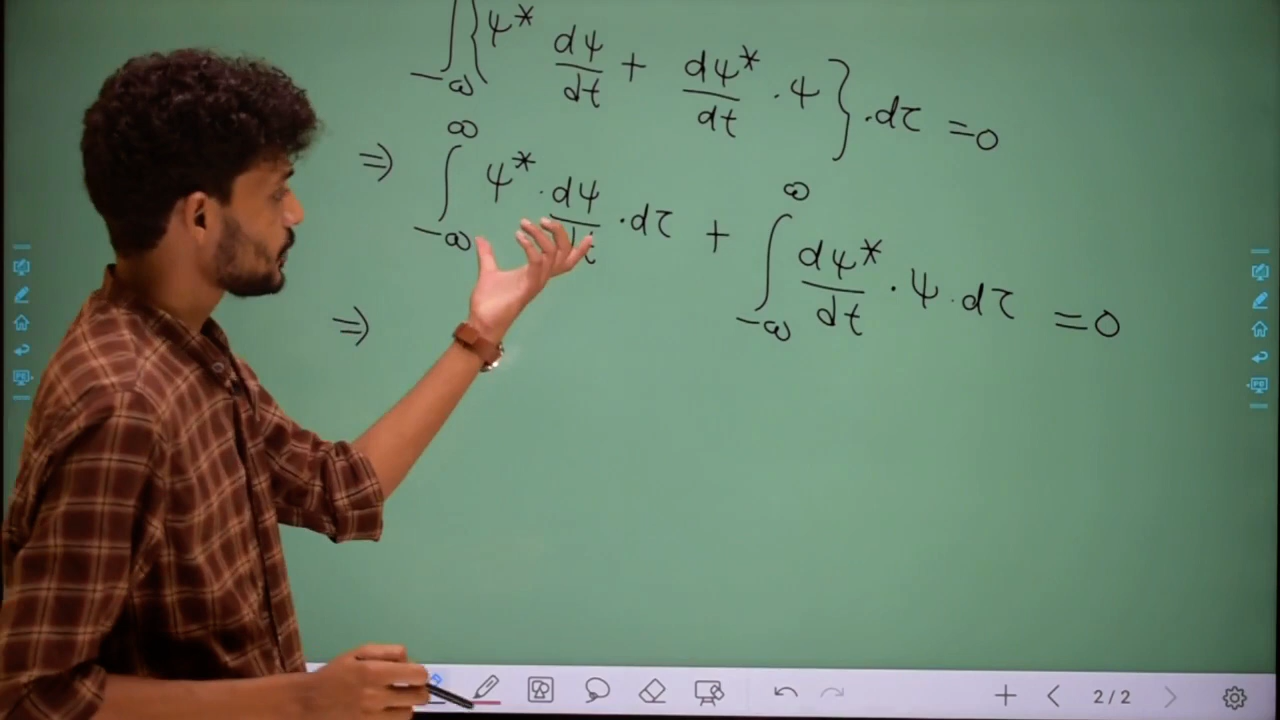 ∫-∞ {ψ* dψ/dt + dψ*/dt · ψ} · dτ = 0
⇒ ∫-∞^∞ ψ* · dψ/dt · dτ + ∫-∞^∞ dψ*/dt · ψ · dτ = 0
⇒
2/2